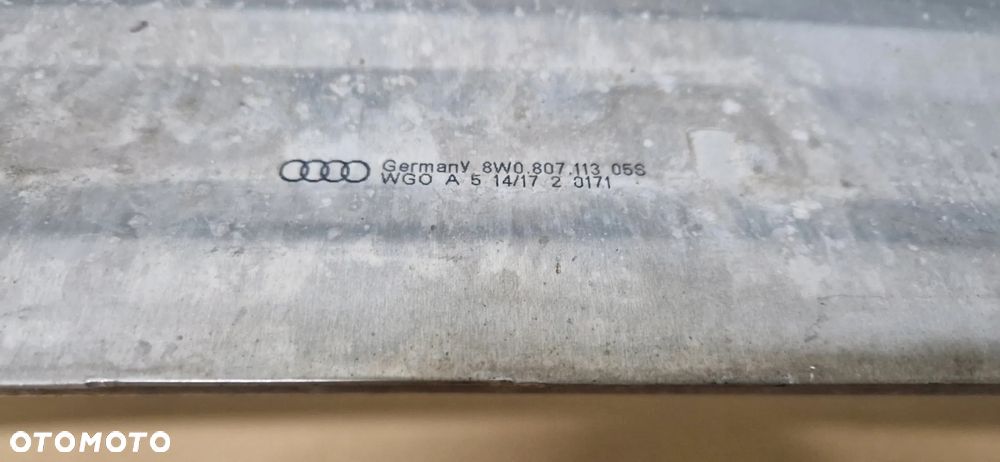 Germany 8W0.807.113 05S
WGO A 5 14/17 2 0171
OTOMOTO